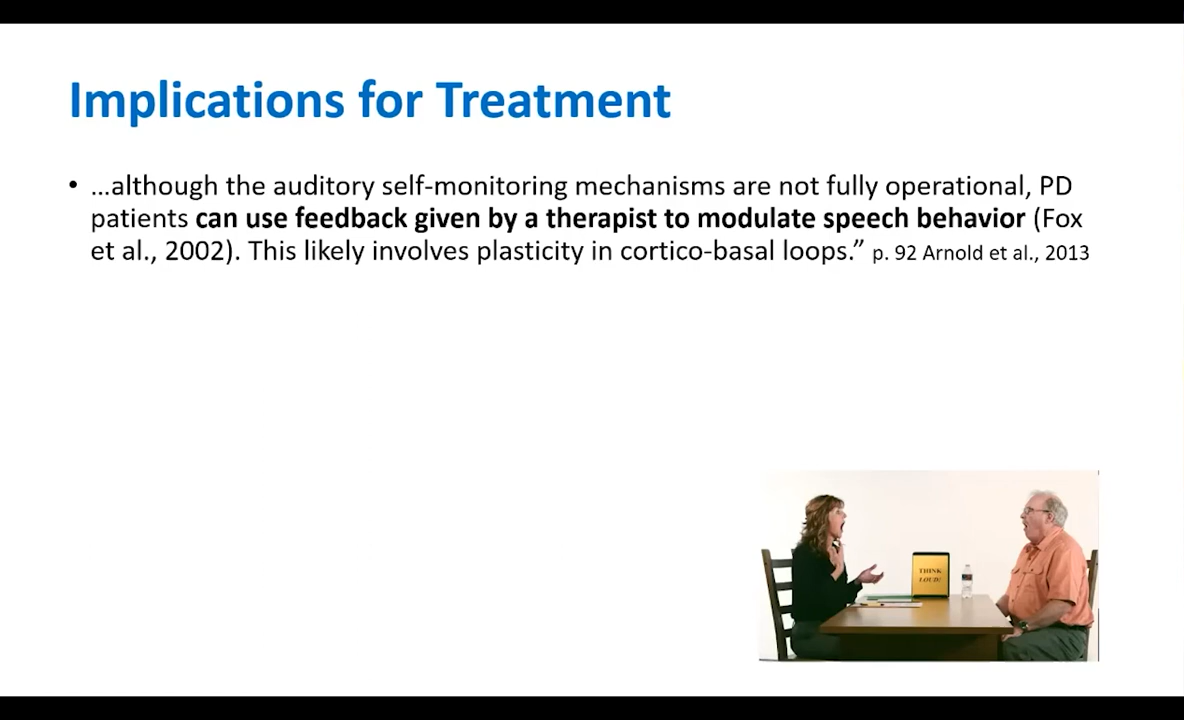 Implications for Treatment
• …although the auditory self-monitoring mechanisms are not fully operational, PD
patients can use feedback given by a therapist to modulate speech behavior (Fox
et al., 2002). This likely involves plasticity in cortico-basal loops.” p. 92 Arnold et al., 2013
THINK
LOUD!